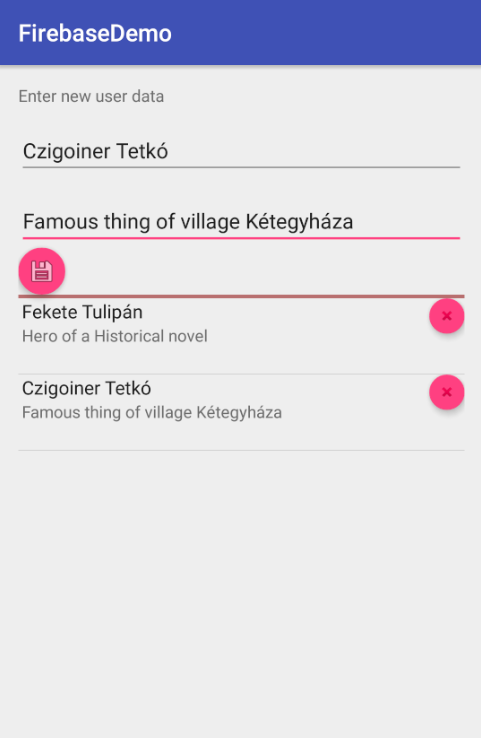 FirebaseDemo
Enter new user data
Czigoiner Tetkó
Famous thing of village Kétegyháza
Fekete Tulipán
Hero of a Historical novel
Czigoiner Tetkó
Famous thing of village Kétegyháza